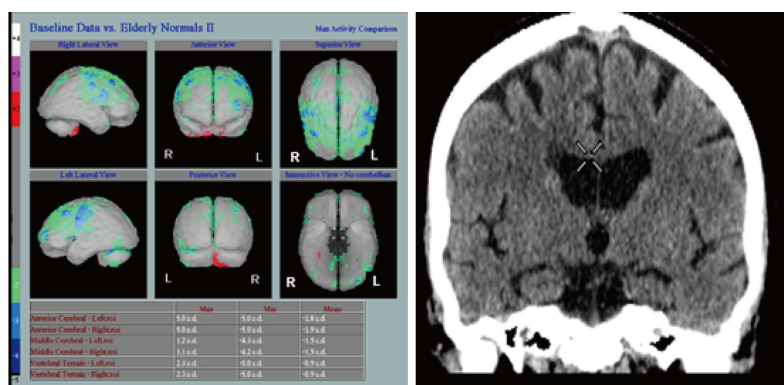 Baseline Data vs. Elderly Normals II
Max Activity Comparison
Right Lateral View Anterior View Superior View
R L R L
Left Lateral View Posterior View Interactive View - No cerebellum
L R R L
Max Min Mean
Anterior Cerebral - Left.roi 5.0 s.d. -5.0 s.d. -1.8 s.d.
Anterior Cerebral - Right.roi 5.0 s.d. -5.0 s.d. -1.9 s.d.
Middle Cerebral - Left.roi 1.2 s.d. -4.3 s.d. -1.5 s.d.
Middle Cerebral - Right.roi 1.1 s.d. -4.2 s.d. -1.5 s.d.
Vertebral Terrain - Left.roi 2.3 s.d. -5.0 s.d. -0.9 s.d.
Vertebral Terrain - Right.roi 2.3 s.d. -5.0 s.d. -0.9 s.d.